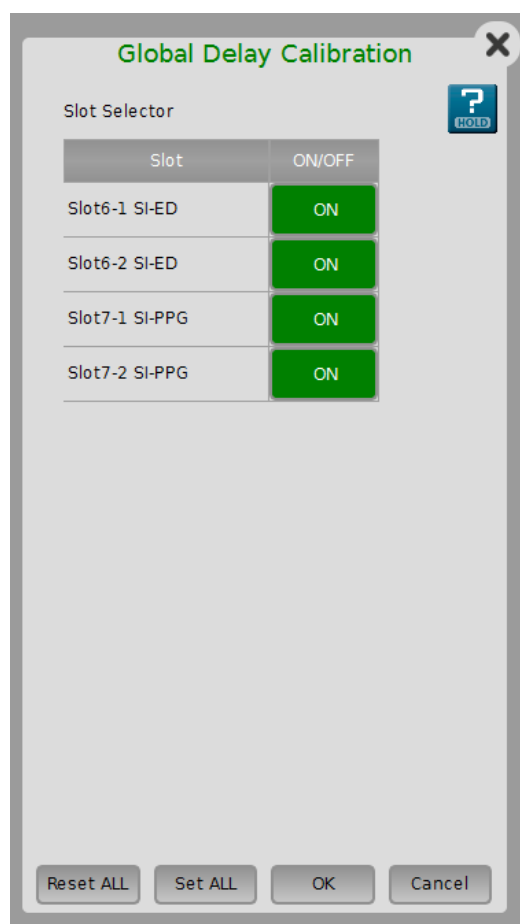 Global Delay Calibration
Slot Selector
?
HOLD
Slot ON/OFF
Slot6-1 SI-ED ON
Slot6-2 SI-ED ON
Slot7-1 SI-PPG ON
Slot7-2 SI-PPG ON
Reset ALL Set ALL OK Cancel